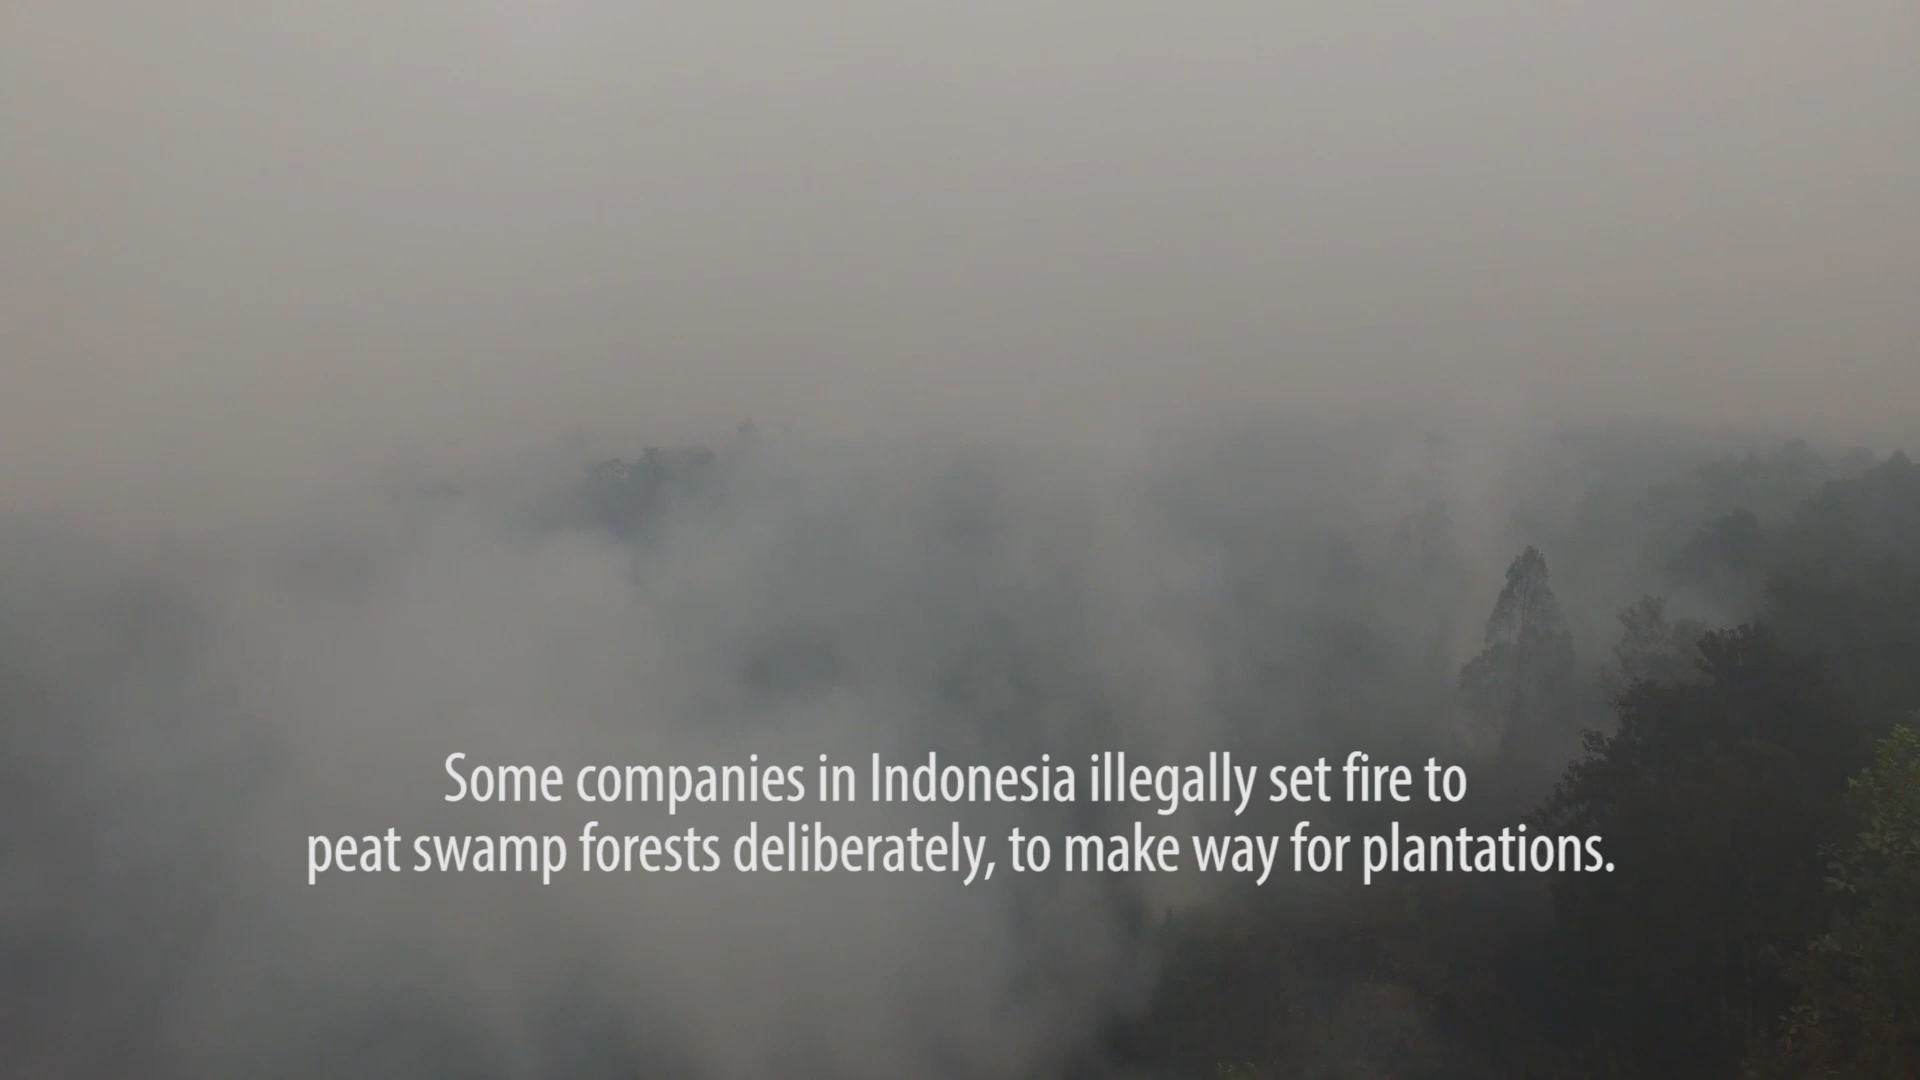 Some companies in Indonesia illegally set fire to
peat swamp forests deliberately, to make way for plantations.